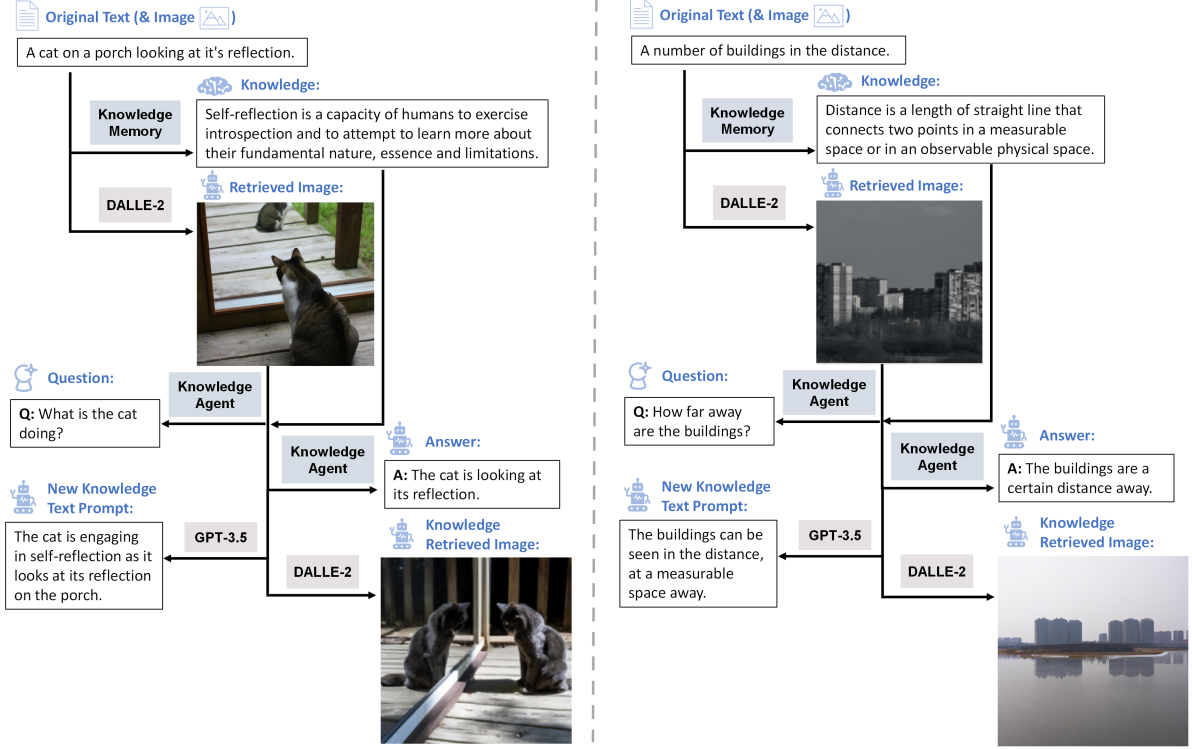 Original Text (& Image )
A cat on a porch looking at it's reflection.
Knowledge:
Knowledge
Memory
Self-reflection is a capacity of humans to exercise
introspection and to attempt to learn more about
their fundamental nature, essence and limitations.
Retrieved Image:
DALLE-2
Question:
Knowledge
Agent
Q: What is the cat
doing?
Answer:
Knowledge
Agent
A: The cat is looking at
its reflection.
New Knowledge
Text Prompt:
GPT-3.5
The cat is engaging
in self-reflection as it
looks at its reflection
on the porch.
Knowledge
Retrieved Image:
DALLE-2
Original Text (& Image )
A number of buildings in the distance.
Knowledge:
Knowledge
Memory
Distance is a length of straight line that
connects two points in a measurable
space or in an observable physical space.
Retrieved Image:
DALLE-2
Question:
Knowledge
Agent
Q: How far away
are the buildings?
Answer:
Knowledge
Agent
A: The buildings are a
certain distance away.
New Knowledge
Text Prompt:
GPT-3.5
The buildings can be
seen in the distance,
at a measurable
space away.
Knowledge
Retrieved Image:
DALLE-2